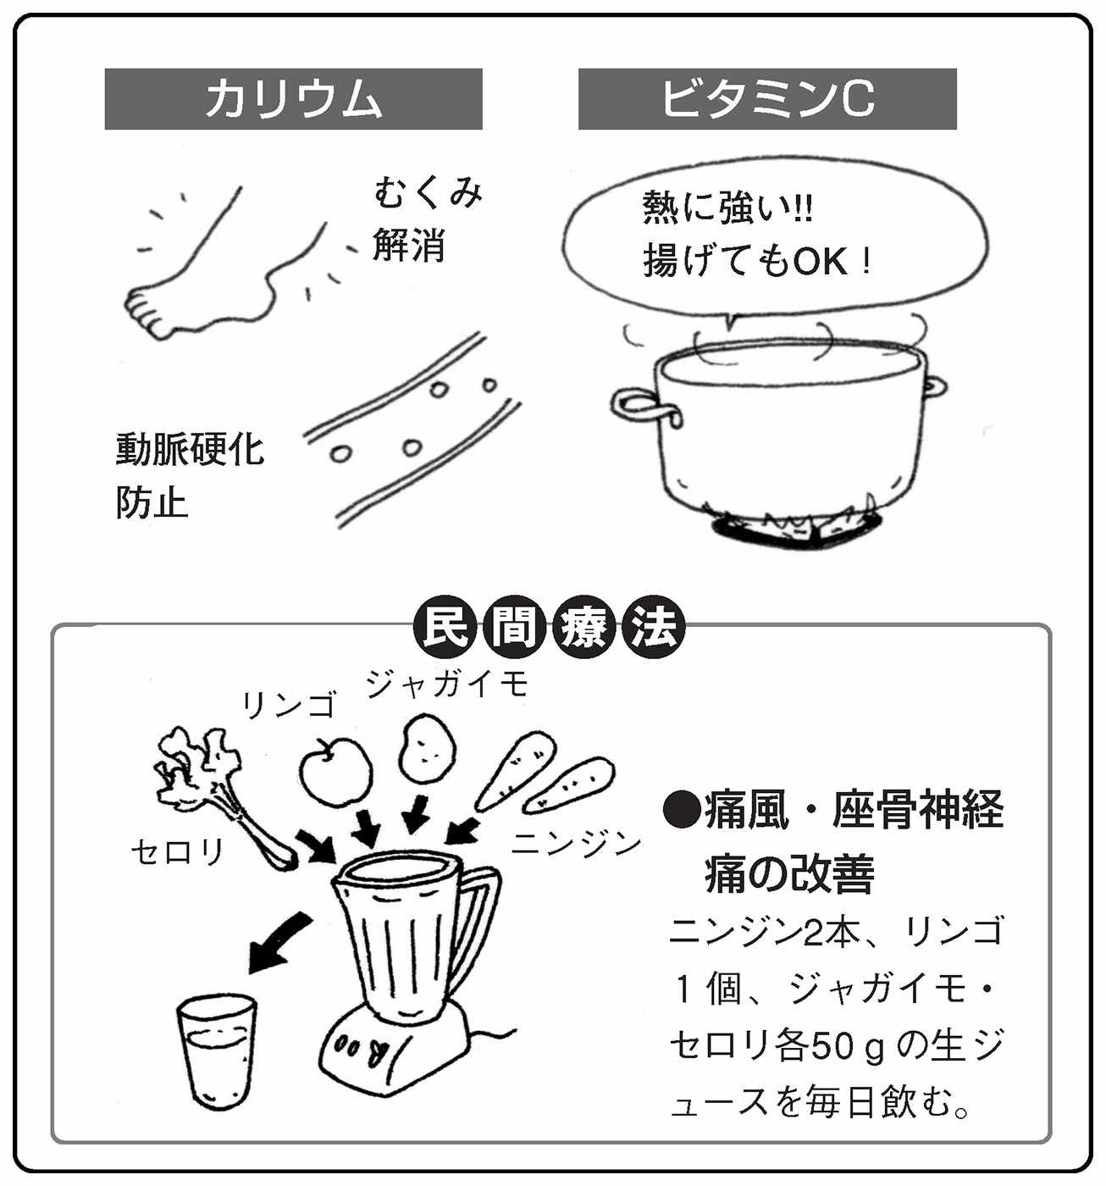 カリウム
むくみ
解消
動脈硬化
防止
ビタミンC
熱に強い!!
揚げてもOK！
民間療法
リンゴ
ジャガイモ
セロリ
ニンジン
●痛風・座骨神経
痛の改善
ニンジン2本、リンゴ
１個、ジャガイモ・
セロリ各50ｇの生ジ
ュースを毎日飲む。